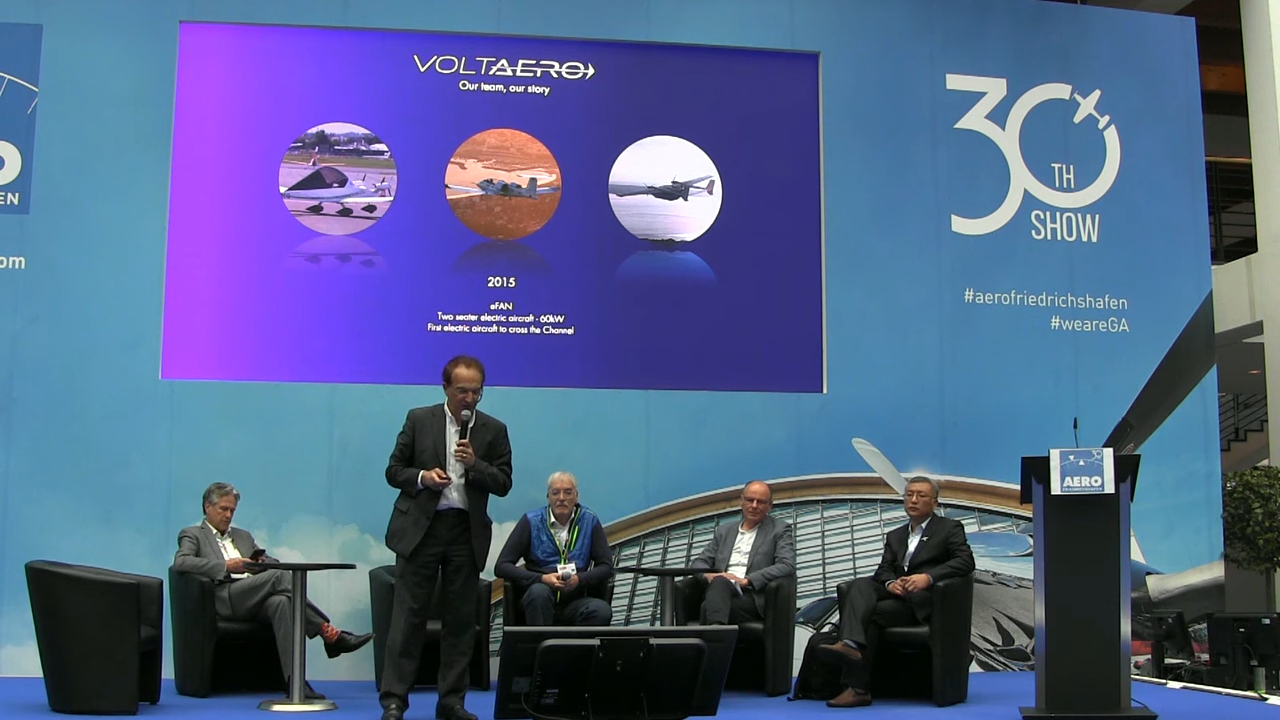 VOLTAERO
Our team, our story
2015
eFAN
Two seater electric aircraft - 60kW
First electric aircraft to cross the Channel
30
TH
SHOW
#aerofriedrichshafen
#weareGA
EN
om
30
AERO